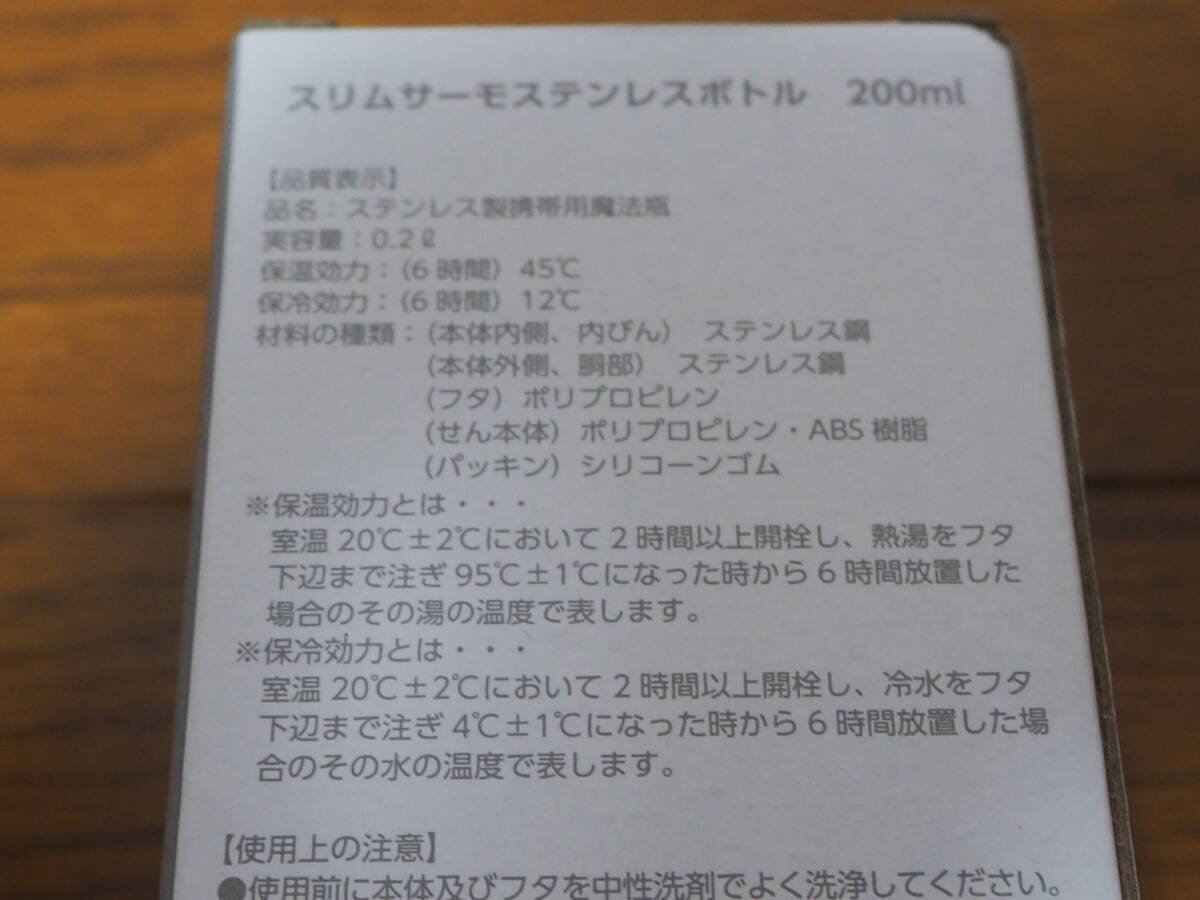 スリムサーモステンレスボトル　200ml
【品質表示】
品名：ステンレス製携帯用魔法瓶
実容量：0.2ℓ
保温効力：（6 時間）45℃
保冷効力：（6 時間）12℃
材料の種類：（本体内側、内びん）　ステンレス鋼
（本体外側、胴部）　ステンレス鋼
（フタ）ポリプロピレン
（せん本体）ポリプロピレン・ABS 樹脂
（パッキン）シリコーンゴム
※保温効力とは・・・
室温 20℃±2℃において 2 時間以上開栓し、熱湯をフタ
下辺まで注ぎ 95℃±1℃になった時から 6 時間放置した
場合のその湯の温度で表します。
※保冷効力とは・・・
室温 20℃±2℃において 2 時間以上開栓し、冷水をフタ
下辺まで注ぎ 4℃±1℃になった時から 6 時間放置した場
合のその水の温度で表します。
【使用上の注意】
●使用前に本体及びフタを中性洗剤でよく洗浄してください。